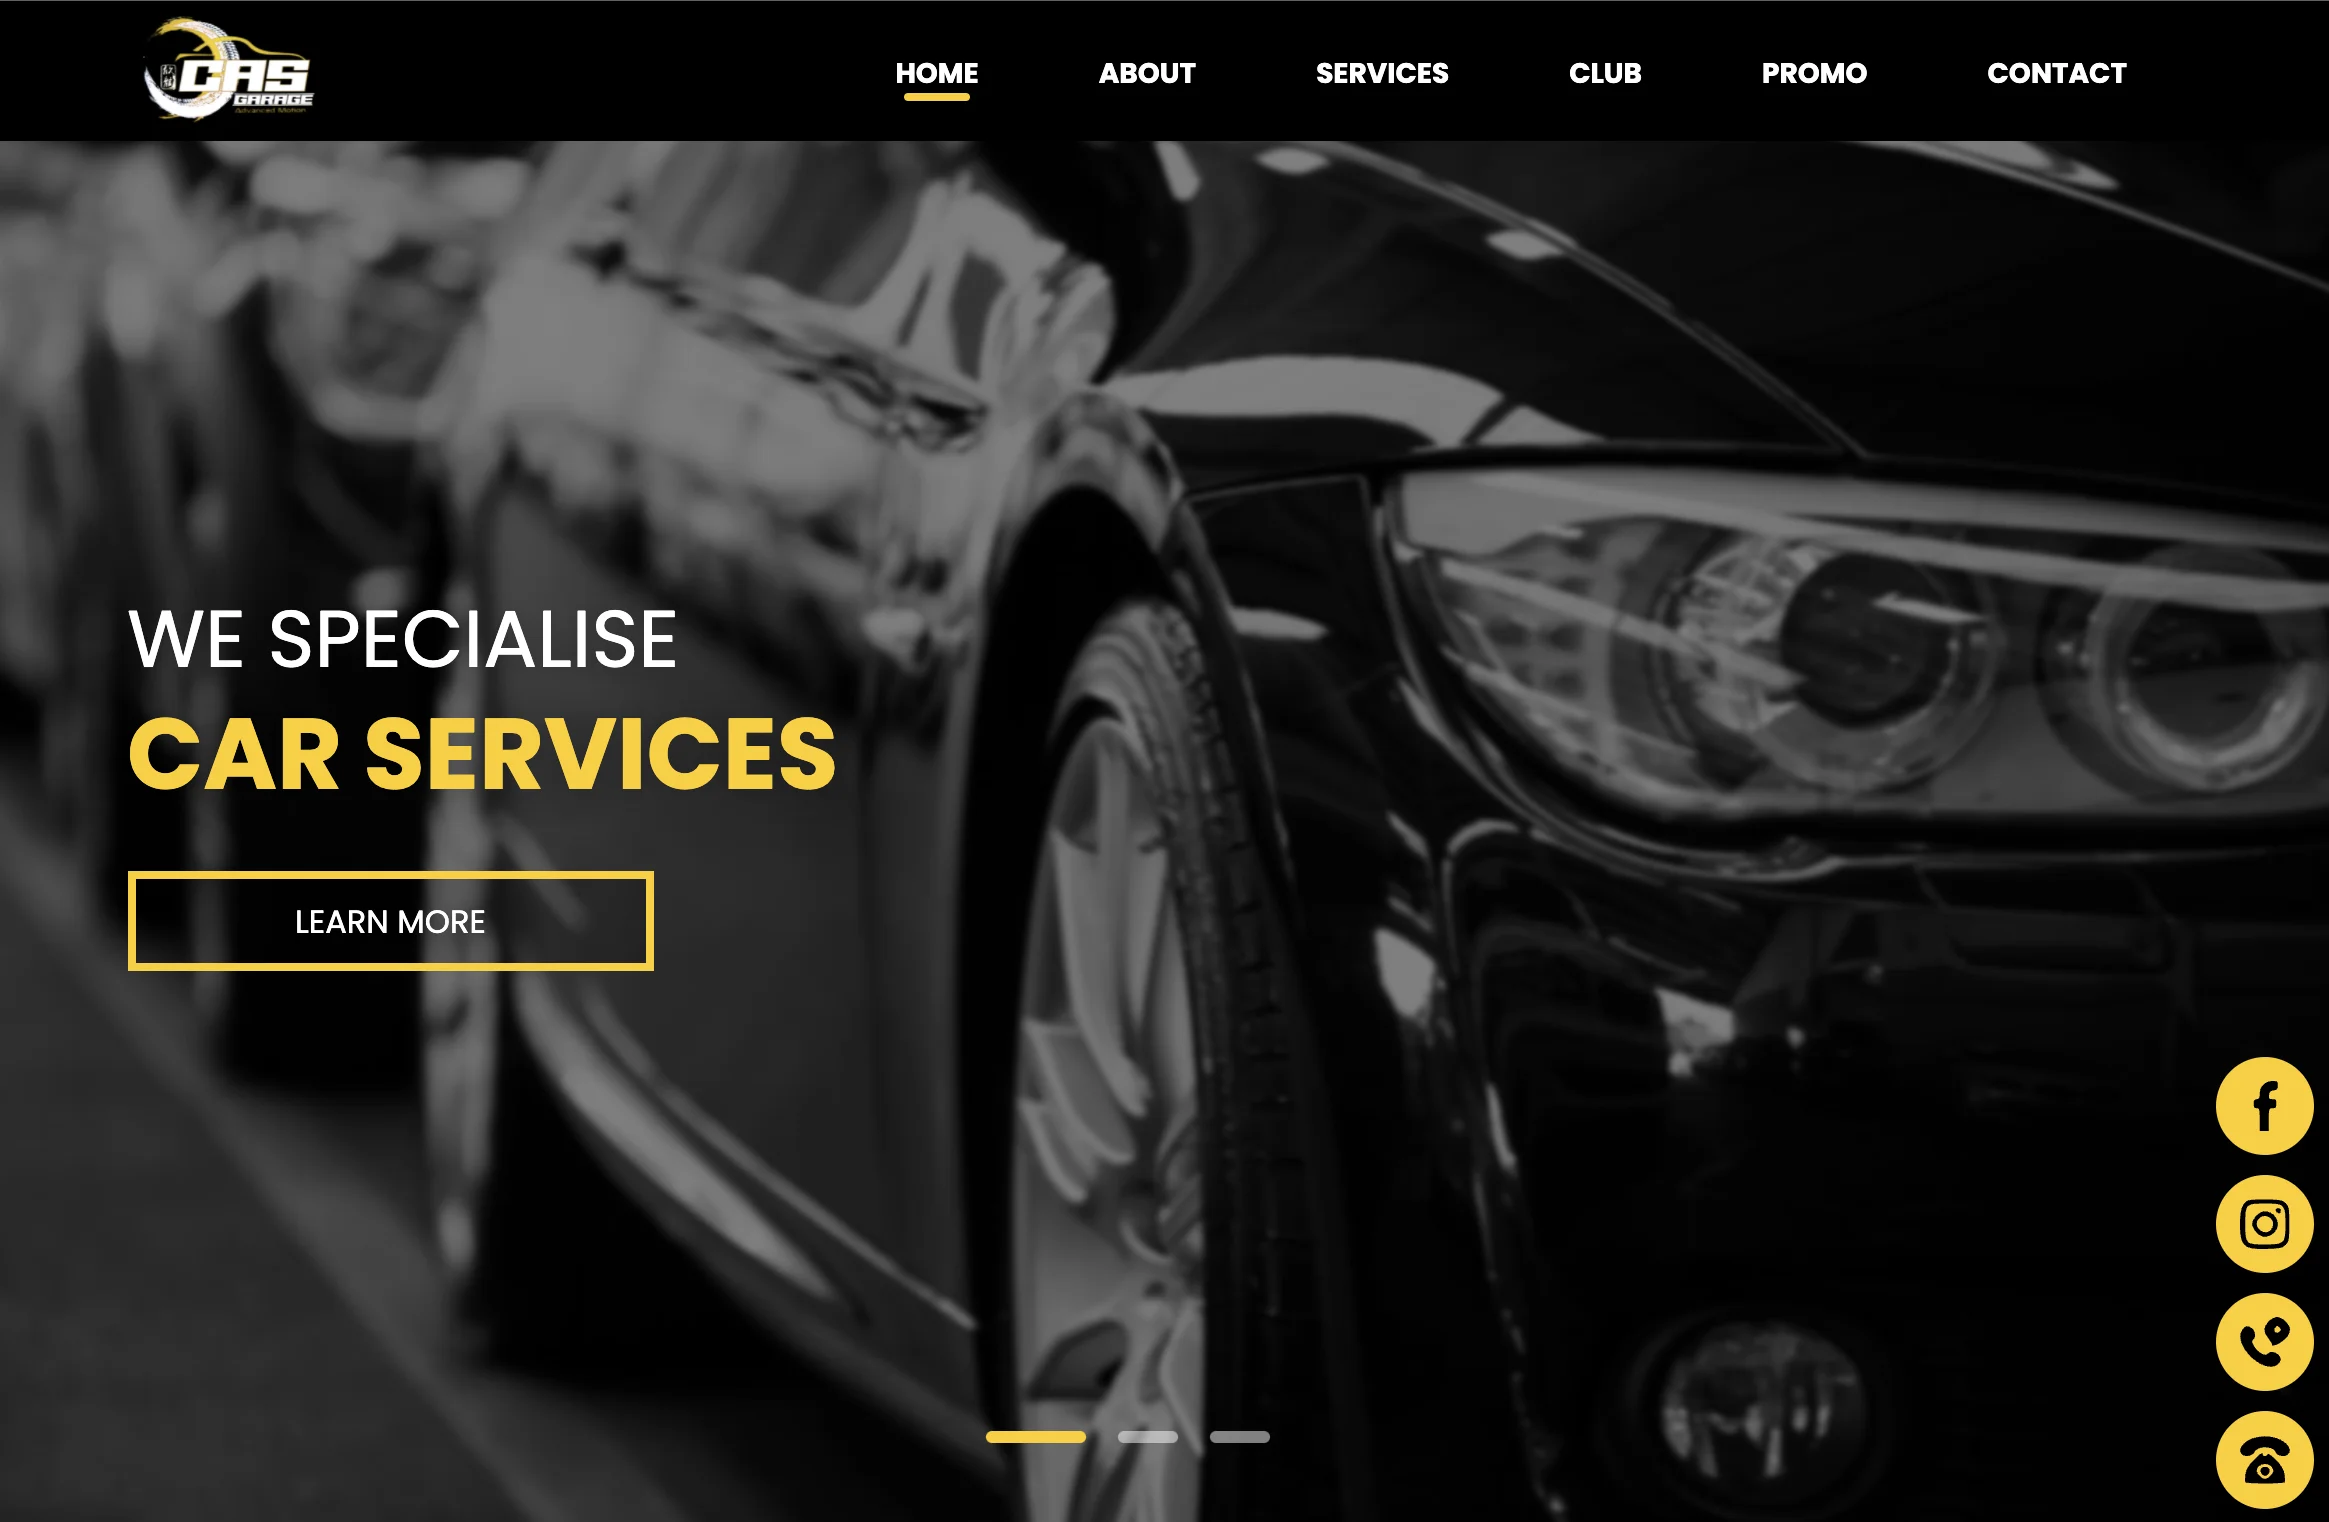 CAS
GARAGE
Advanced Motion
HOME
ABOUT
SERVICES
CLUB
PROMO
CONTACT
WE SPECIALISE
CAR SERVICES
LEARN MORE